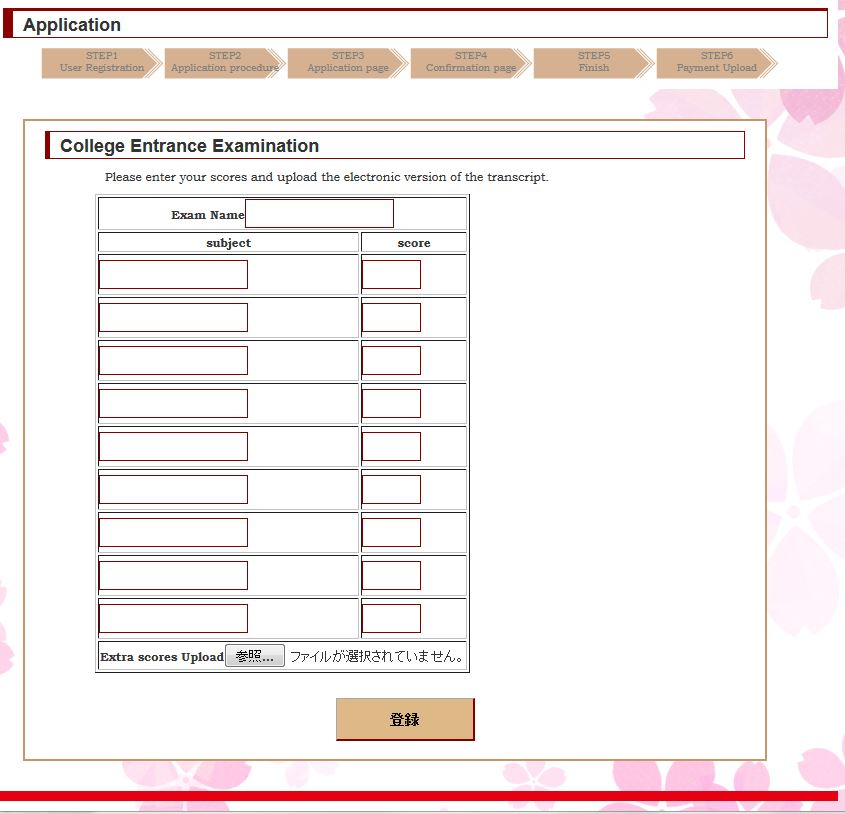 Application
STEP1
User Registration
STEP2
Application procedure
STEP3
Application page
STEP4
Confirmation page
STEP5
Finish
STEP6
Payment Upload
College Entrance Examination
Please enter your scores and upload the electronic version of the transcript.
Exam Name
subject score
Extra scores Upload 参照... ファイルが選択されていません。
登録